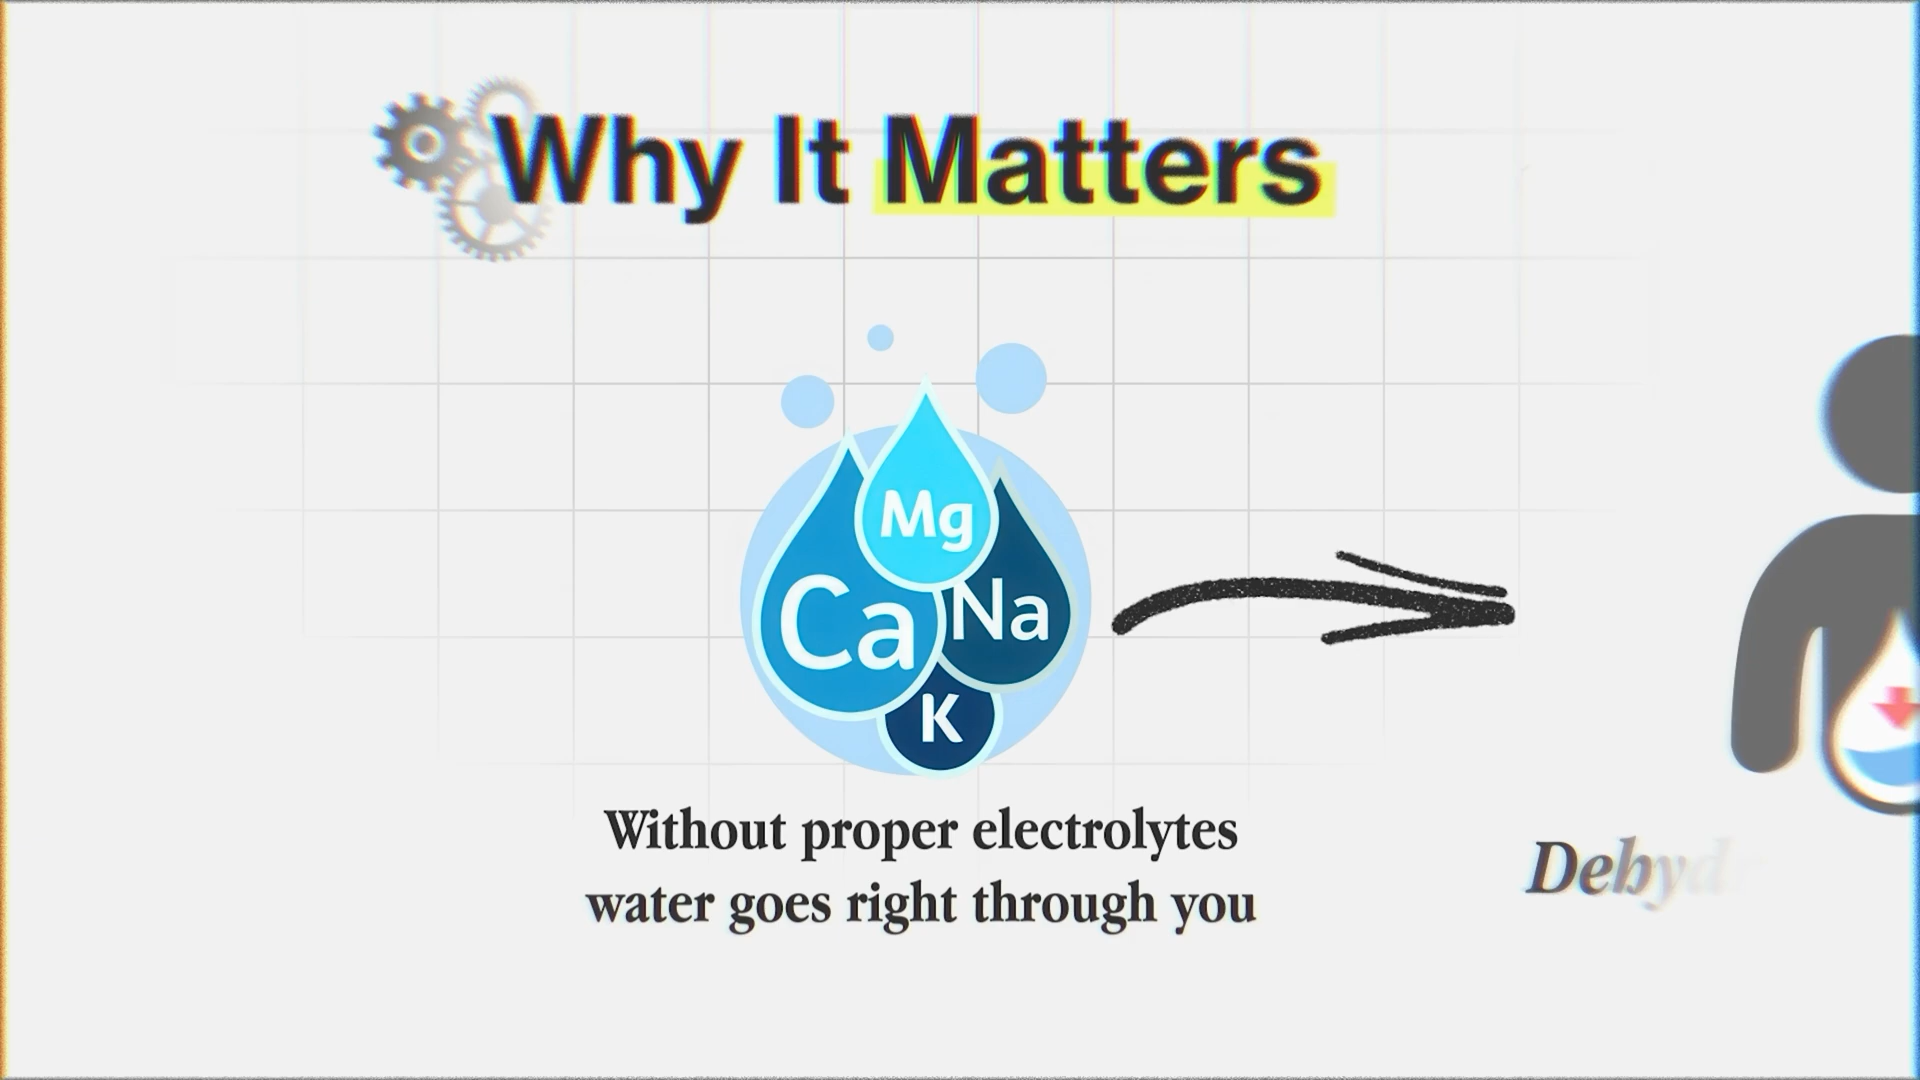 Why It Matters
Mg
Ca
Na
K
Without proper electrolytes
water goes right through you